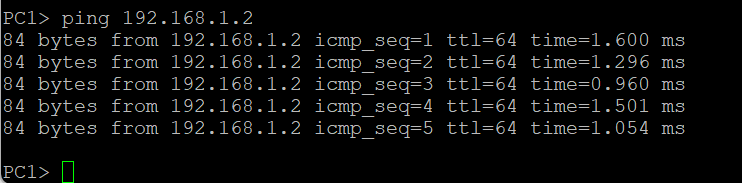 PC1> ping 192.168.1.2
84 bytes from 192.168.1.2 icmp_seq=1 ttl=64 time=1.600 ms
84 bytes from 192.168.1.2 icmp_seq=2 ttl=64 time=1.296 ms
84 bytes from 192.168.1.2 icmp_seq=3 ttl=64 time=0.960 ms
84 bytes from 192.168.1.2 icmp_seq=4 ttl=64 time=1.501 ms
84 bytes from 192.168.1.2 icmp_seq=5 ttl=64 time=1.054 ms
PC1>